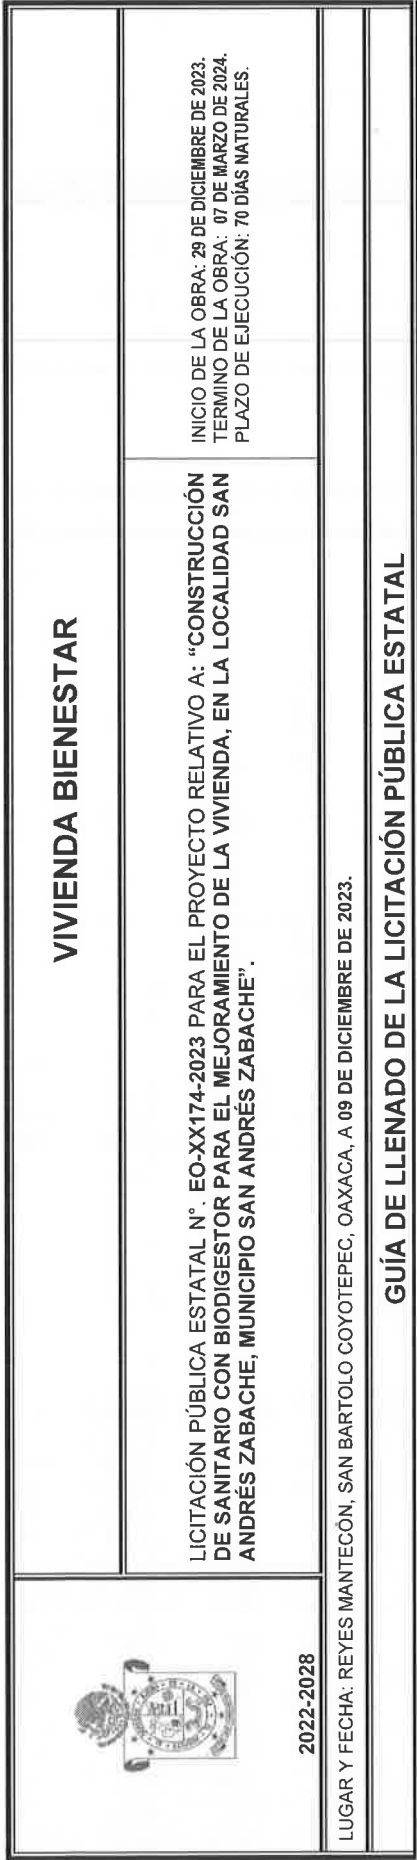 VIVIENDA BIENESTAR
LICITACIÓN PÚBLICA ESTATAL N°. EO-XX174-2023 PARA EL PROYECTO RELATIVO A: “CONSTRUCCIÓN
DE SANITARIO CON BIODIGESTOR PARA EL MEJORAMIENTO DE LA VIVIENDA, EN LA LOCALIDAD SAN
ANDRÉS ZABACHE, MUNICIPIO SAN ANDRÉS ZABACHE”.
INICIO DE LA OBRA: 29 DE DICIEMBRE DE 2023.
TERMINO DE LA OBRA: 07 DE MARZO DE 2024.
PLAZO DE EJECUCIÓN: 70 DÍAS NATURALES.
2022-2028
LUGAR Y FECHA: REYES MANTECÓN, SAN BARTOLO COYOTEPEC, OAXACA, A 09 DE DICIEMBRE DE 2023.
GUÍA DE LLENADO DE LA LICITACIÓN PÚBLICA ESTATAL